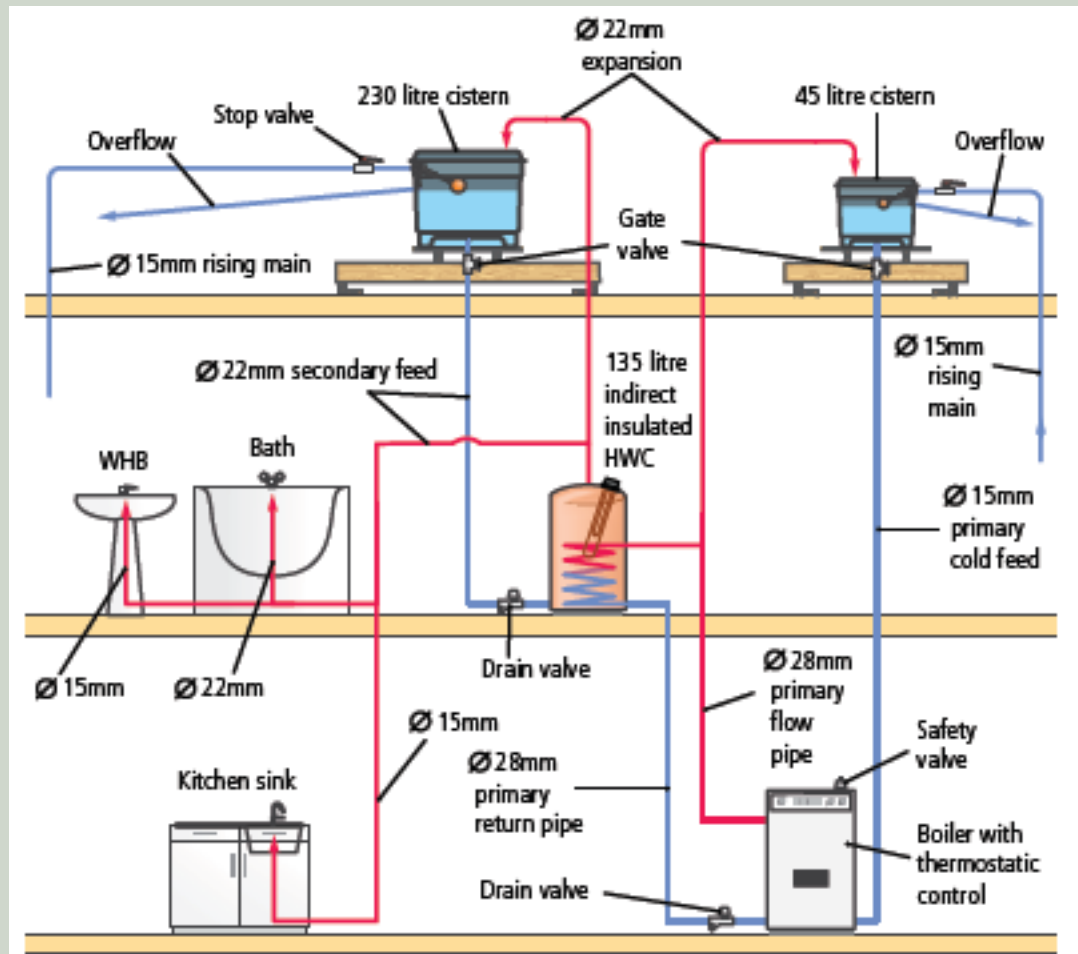 Ø 22mm
expansion
230 litre cistern
45 litre cistern
Stop valve
Overflow
Overflow
Gate
valve
Ø 15mm rising main
Ø 15mm
rising
main
Ø 22mm secondary feed
135 litre
indirect
insulated
HWC
WHB
Bath
Ø 15mm
primary
cold feed
Drain valve
Ø 15mm
Ø 22mm
Ø 28mm
primary
flow
pipe
Ø 15mm
Safety
valve
Ø 28mm
primary
return pipe
Kitchen sink
Boiler with
thermostatic
control
Drain valve